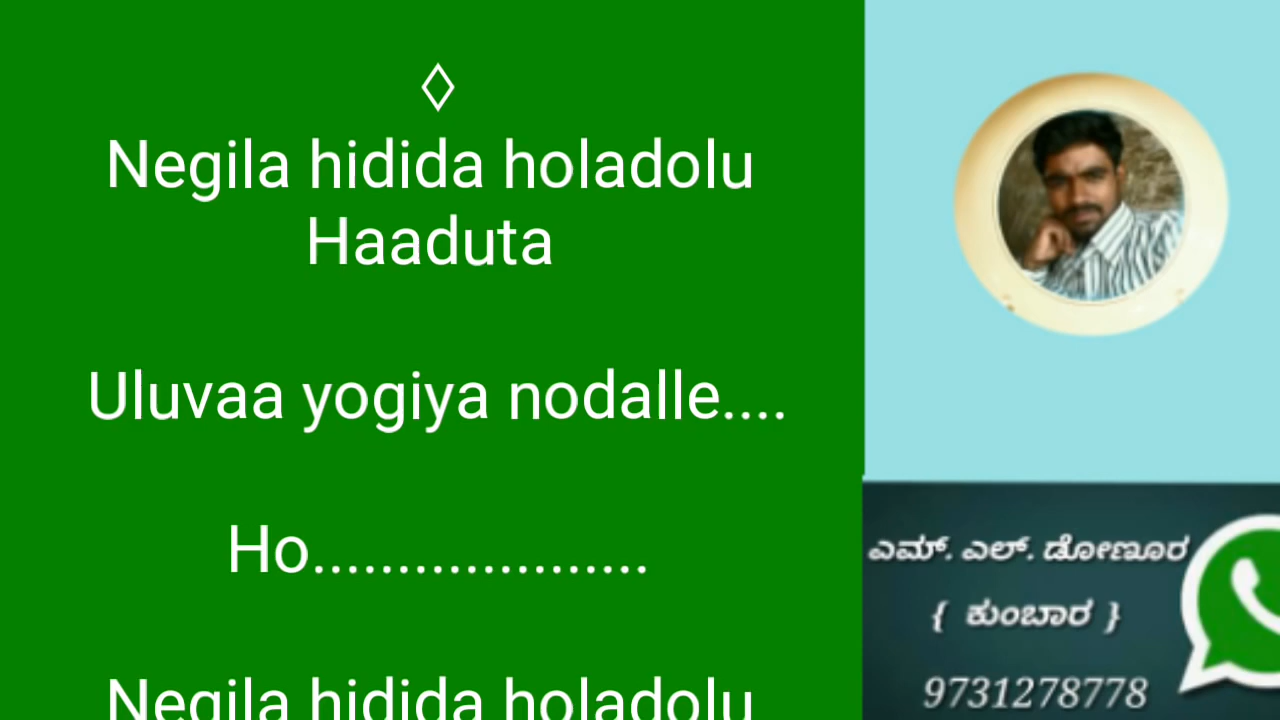 Negila hidida holadolu
Haaduta
Uluvaa yogiya nodalle....
Ho....................
Negila hidida holadolu
ಎಮ್. ಎಲ್. ಡೋಣೂರ
{ ಕುಂಬಾರ }
9731278778